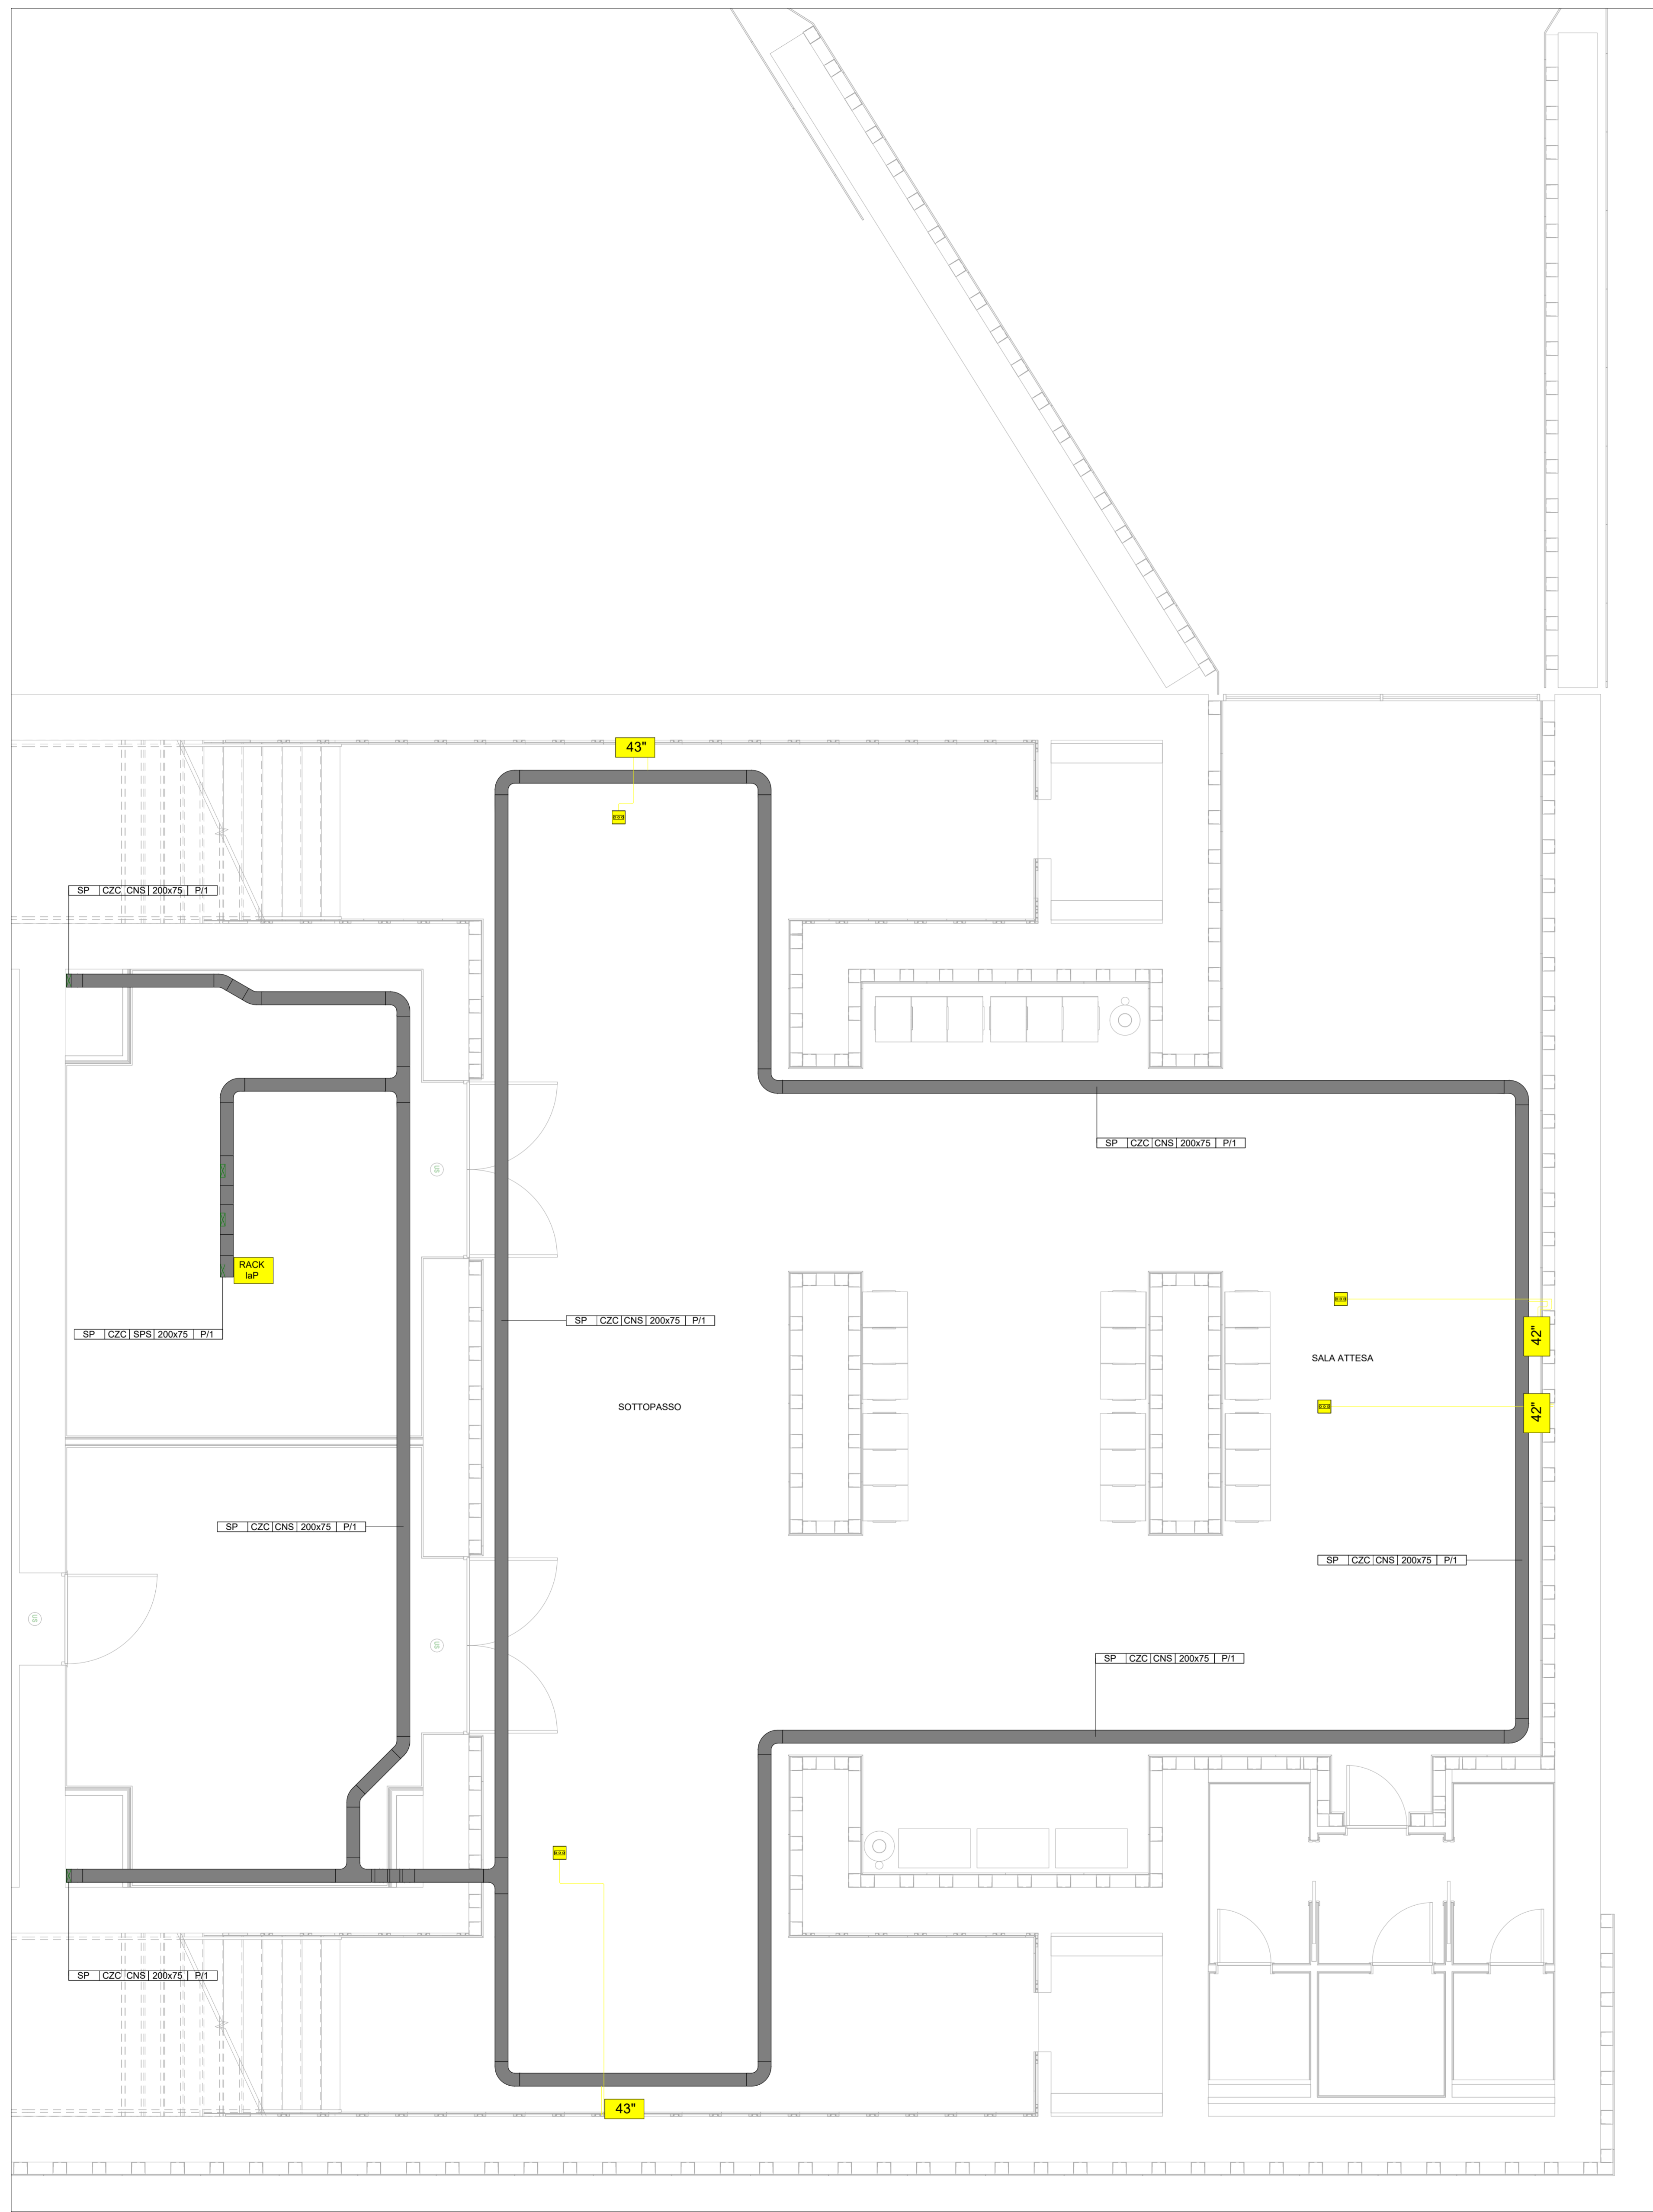 43"
SP CZC CNS 200x75 P/1
SP CZC CNS 200x75 P/1
RACK
IaP
SP CZC CNS 200x75 P/1
SP CZC SPS 200x75 P/1
42"
SALA ATTESA
42"
SOTTOPASSO
SP CZC CNS 200x75 P/1
SP CZC CNS 200x75 P/1
SP CZC CNS 200x75 P/1
SP CZC CNS 200x75 P/1
43"